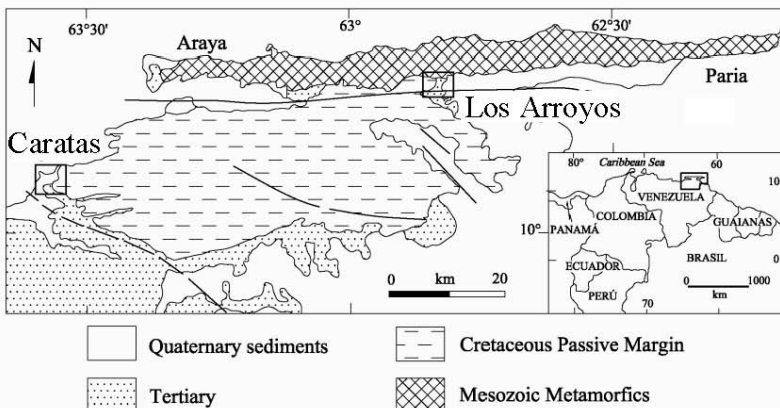 63°30' 63° 62°30'
N
Araya
Paria
Los Arroyos
Caratas
0 km 20
80° Caribbean Sea 60
10
VENEZUELA
COLOMBIA
PANAMÁ
GUAIANAS
10°
ECUADOR
BRASIL
0
PERÚ
70
0 km 1000
Quaternary sediments
Cretaceous Passive Margin
Tertiary
Mesozoic Metamorfics